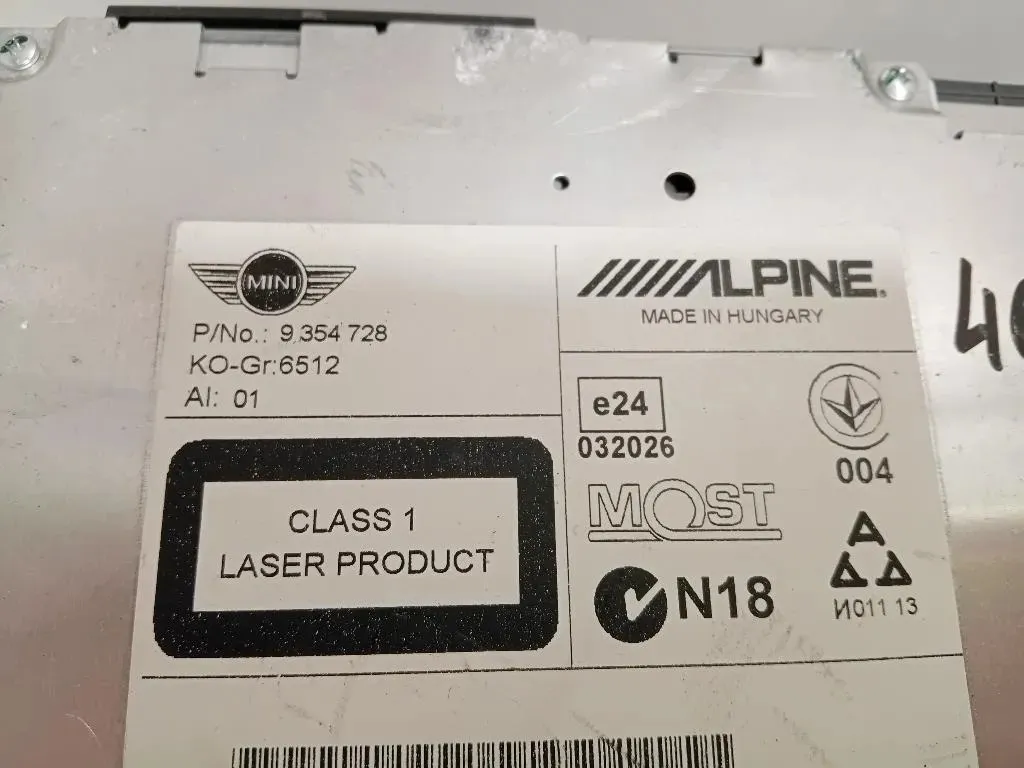 MINI
P/No.: 9 354 728
KO-Gr:6512
AI: 01
CLASS 1
LASER PRODUCT
ALPINE®
MADE IN HUNGARY
e24
032026
004
MOST
N18
И011 13